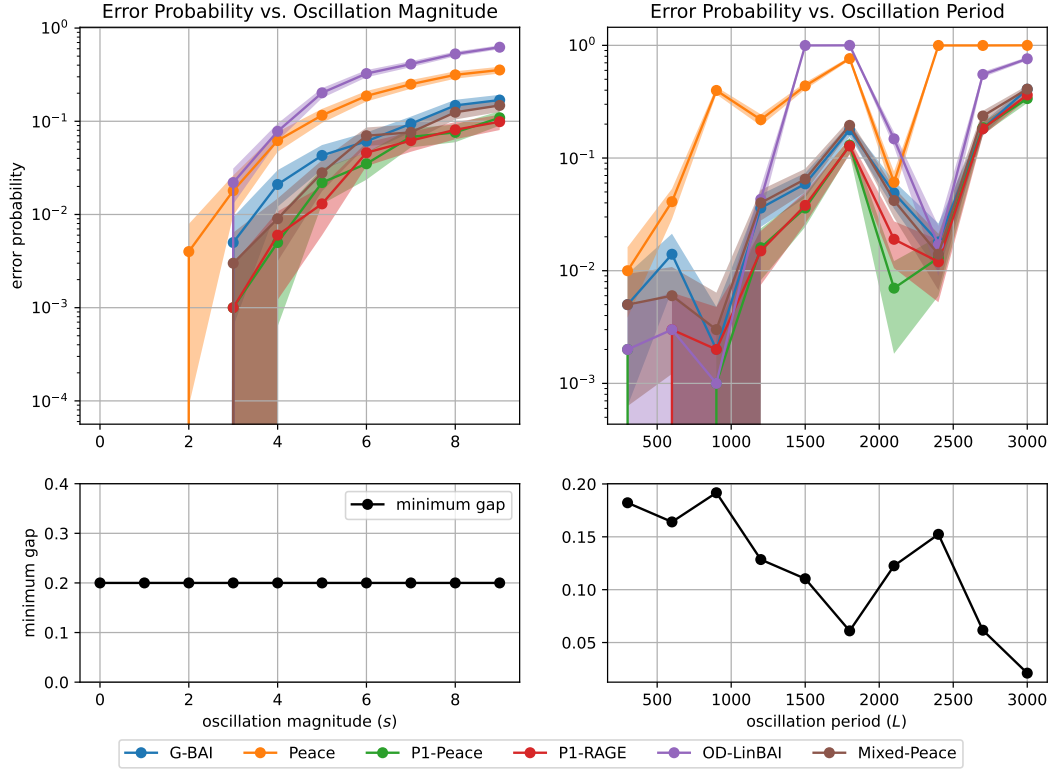 Error Probability vs. Oscillation Magnitude
Error Probability vs. Oscillation Period
error probability
10^0
10^-1
10^-2
10^-3
10^-4
0 2 4 6 8
10^0
10^-1
10^-2
10^-3
500 1000 1500 2000 2500 3000
minimum gap
0.4
0.3
0.2
0.1
0.0
minimum gap
0 2 4 6 8
oscillation magnitude (s)
0.20
0.15
0.10
0.05
500 1000 1500 2000 2500 3000
oscillation period (L)
G-BAI Peace P1-Peace P1-RAGE OD-LinBAI Mixed-Peace